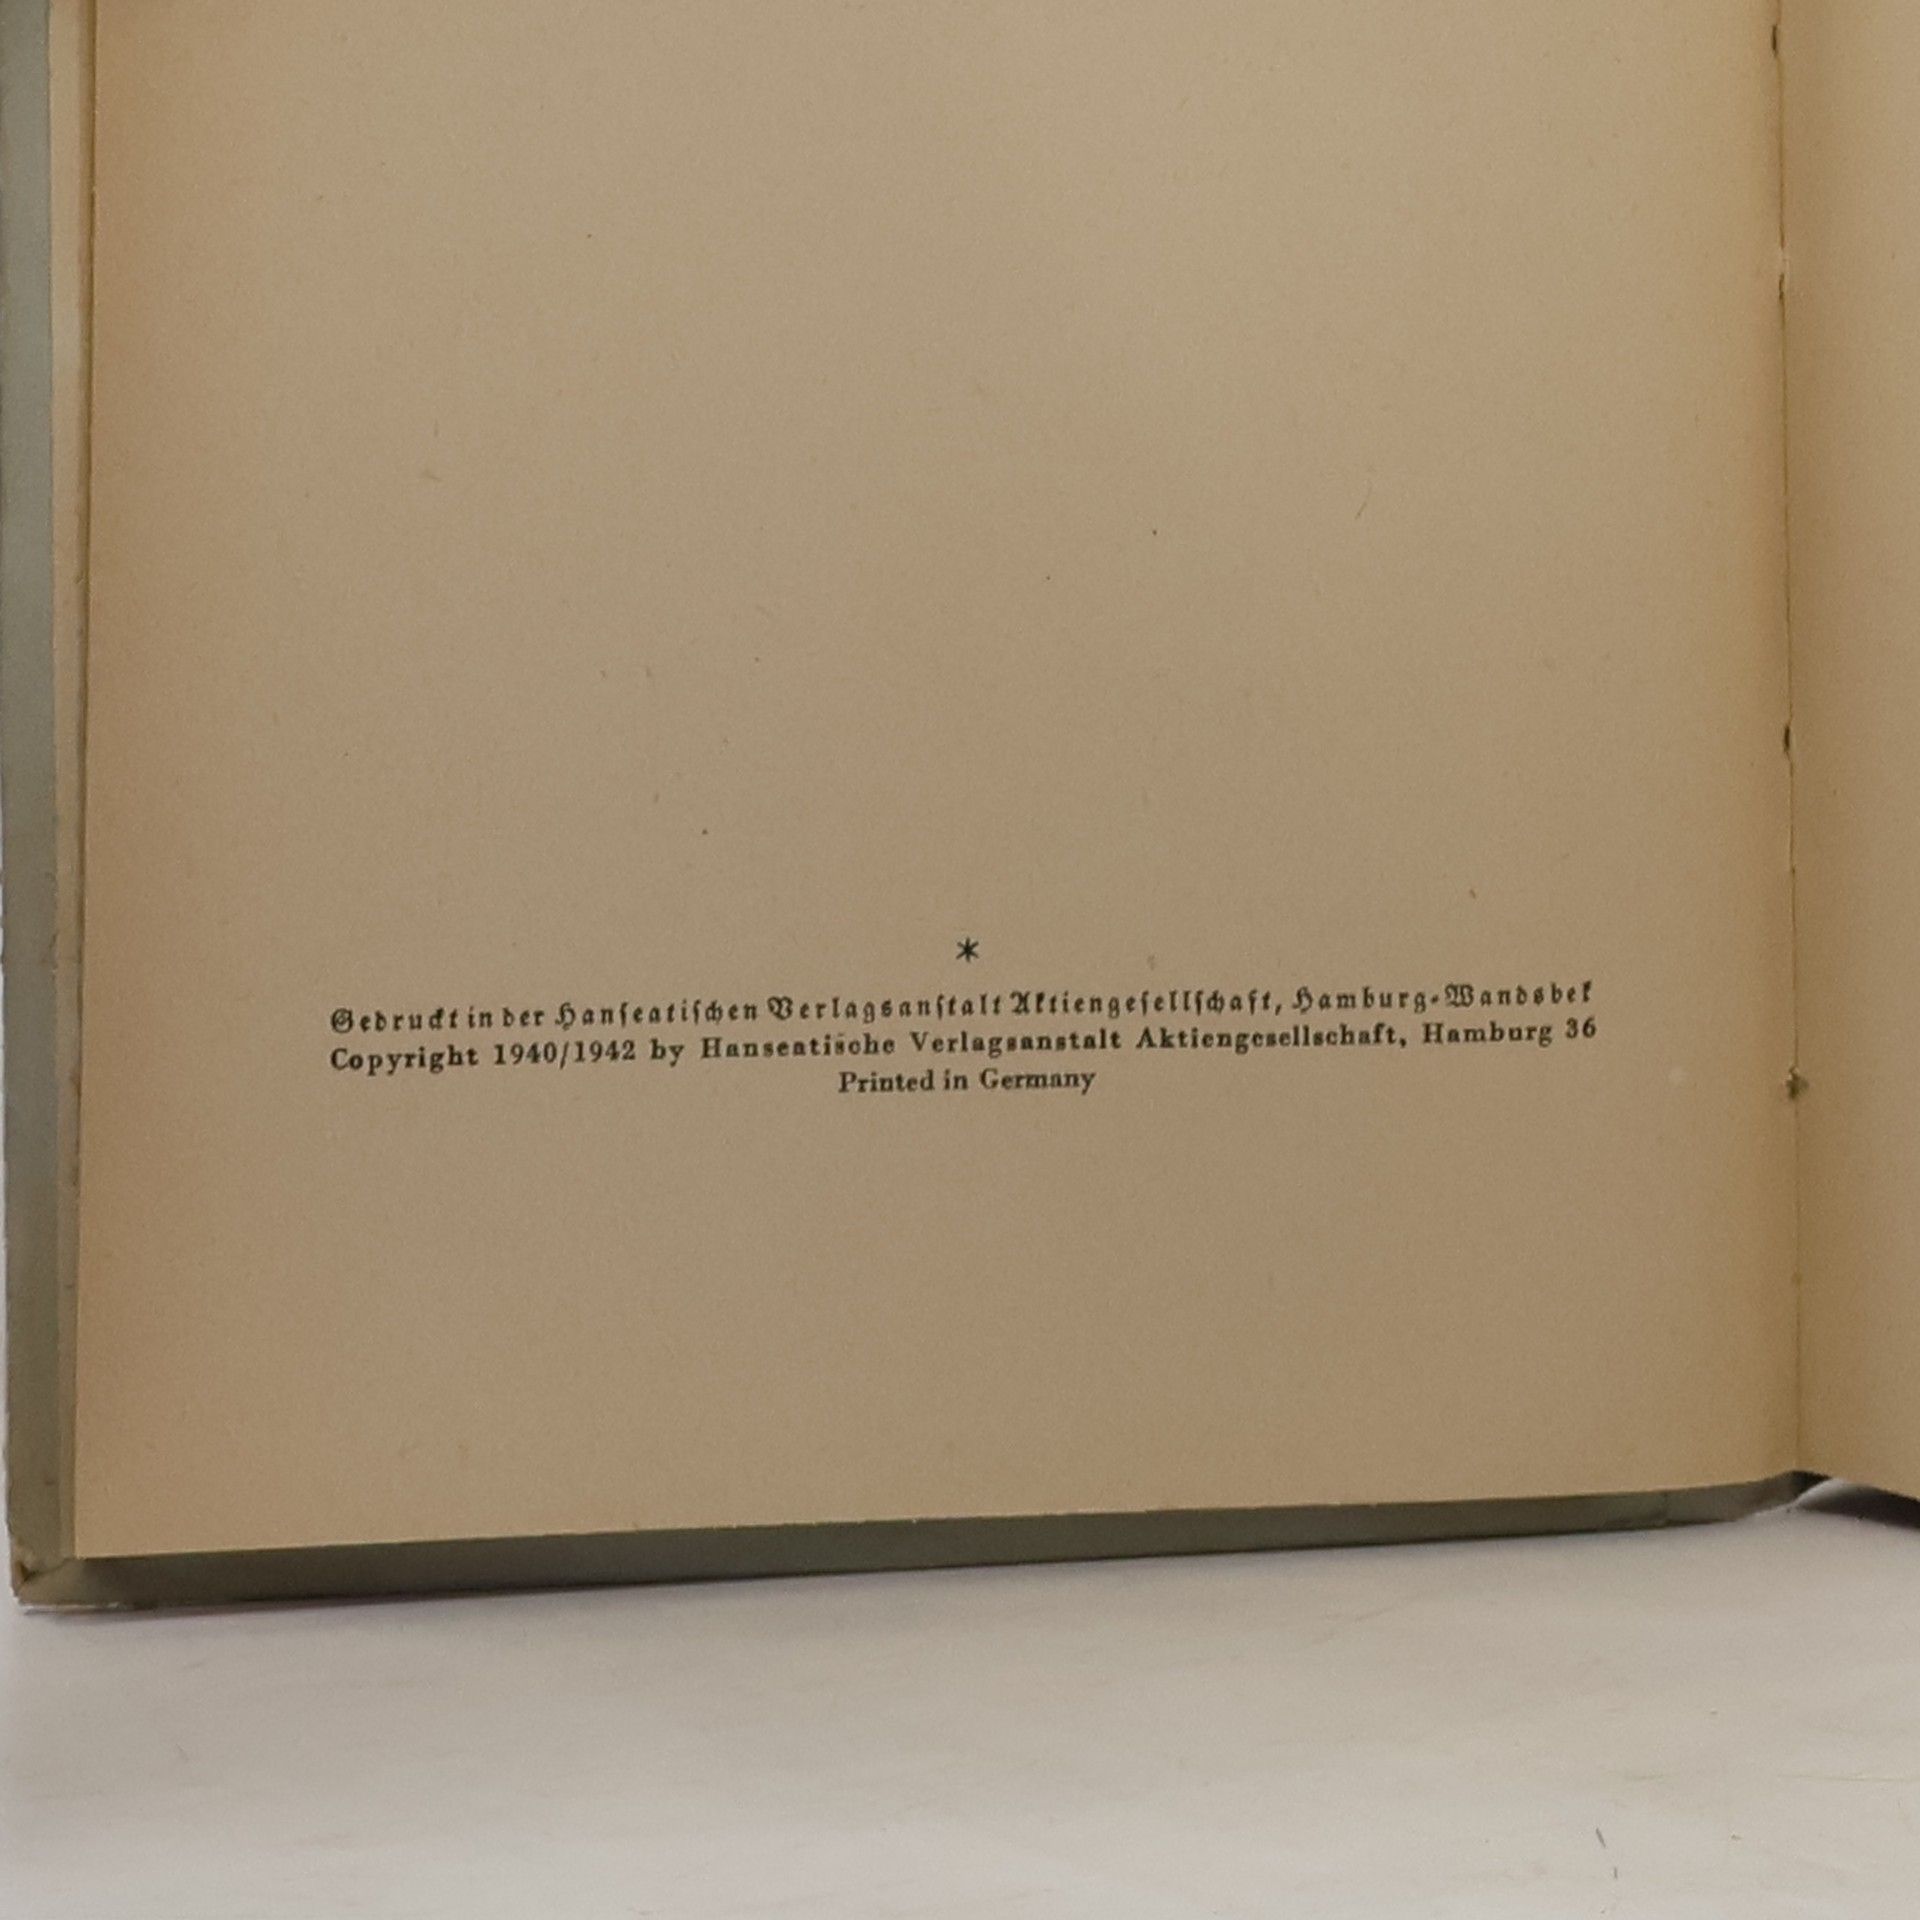 *
Gedruckt in der Hanſeatiſchen Verlagsanſtalt Aktiengeſellſchaft, Hamburg-Wandsbek
Copyright 1940/1942 by Hanseatische Verlagsanstalt Aktiengesellschaft, Hamburg 36
Printed in Germany